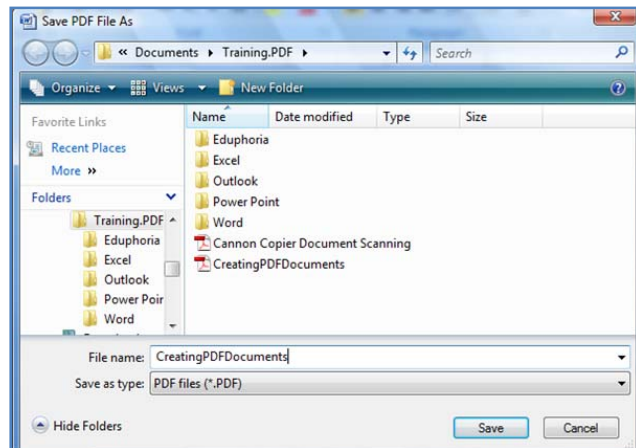 Save PDF File As
« Documents Training.PDF Search
Organize Views New Folder
Favorite Links
Recent Places
More »
Folders
Training.PDF
Eduphoria
Excel
Outlook
Power Poir
Word
Name Date modified Type Size
Eduphoria
Excel
Outlook
Power Point
Word
Cannon Copier Document Scanning
CreatingPDFDocuments
File name: CreatingPDFDocuments
Save as type: PDF files (*.PDF)
Hide Folders Save Cancel